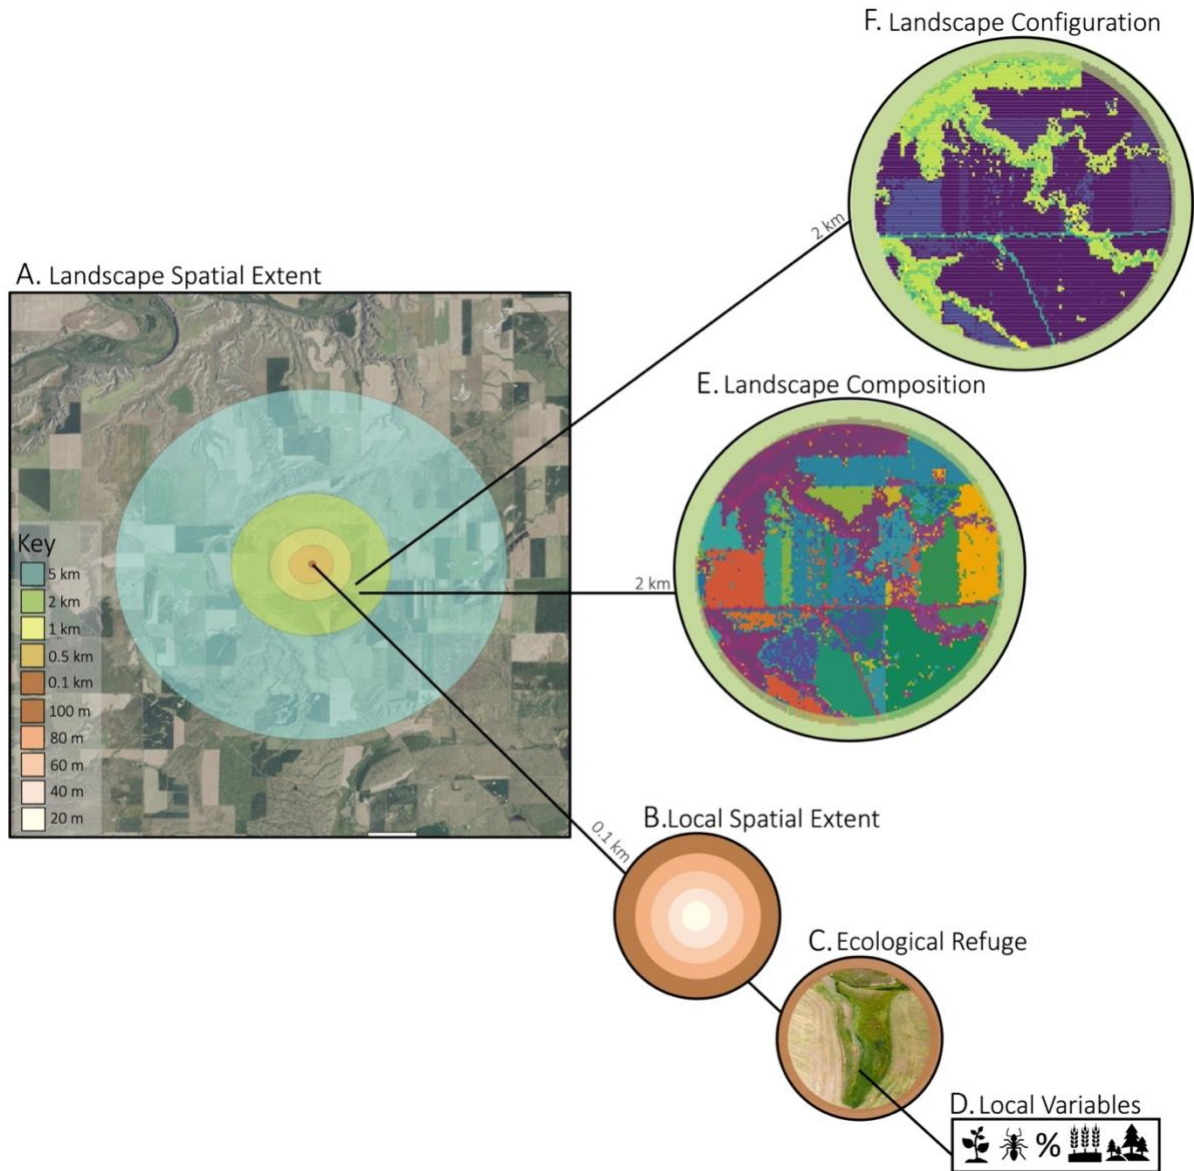 F. Landscape Configuration
2 km
A. Landscape Spatial Extent
E. Landscape Composition
2 km
Key
5 km
2 km
1 km
0.5 km
0.1 km
100 m
80 m
60 m
40 m
20 m
0.1 km
B.Local Spatial Extent
C. Ecological Refuge
D. Local Variables
%